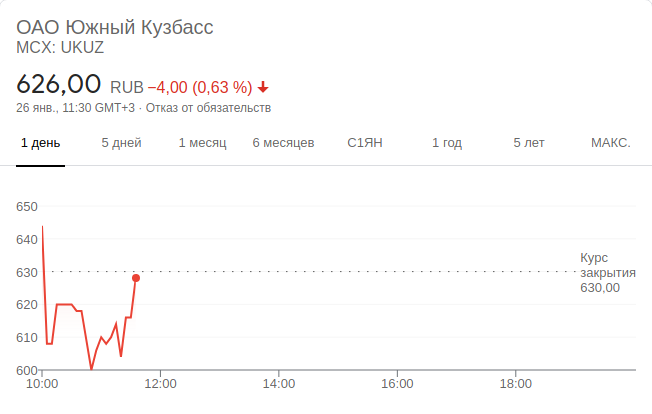 ОАО Южный Кузбасс
MCX: UKUZ
626,00 RUB −4,00 (0,63 %) ↓
26 янв., 11:30 GMT+3 · Отказ от обязательств
1 день 5 дней 1 месяц 6 месяцев С1ЯН 1 год 5 лет МАКС.
650
640
Курс
630 закрытия
630,00
620
610
600
10:00 12:00 14:00 16:00 18:00